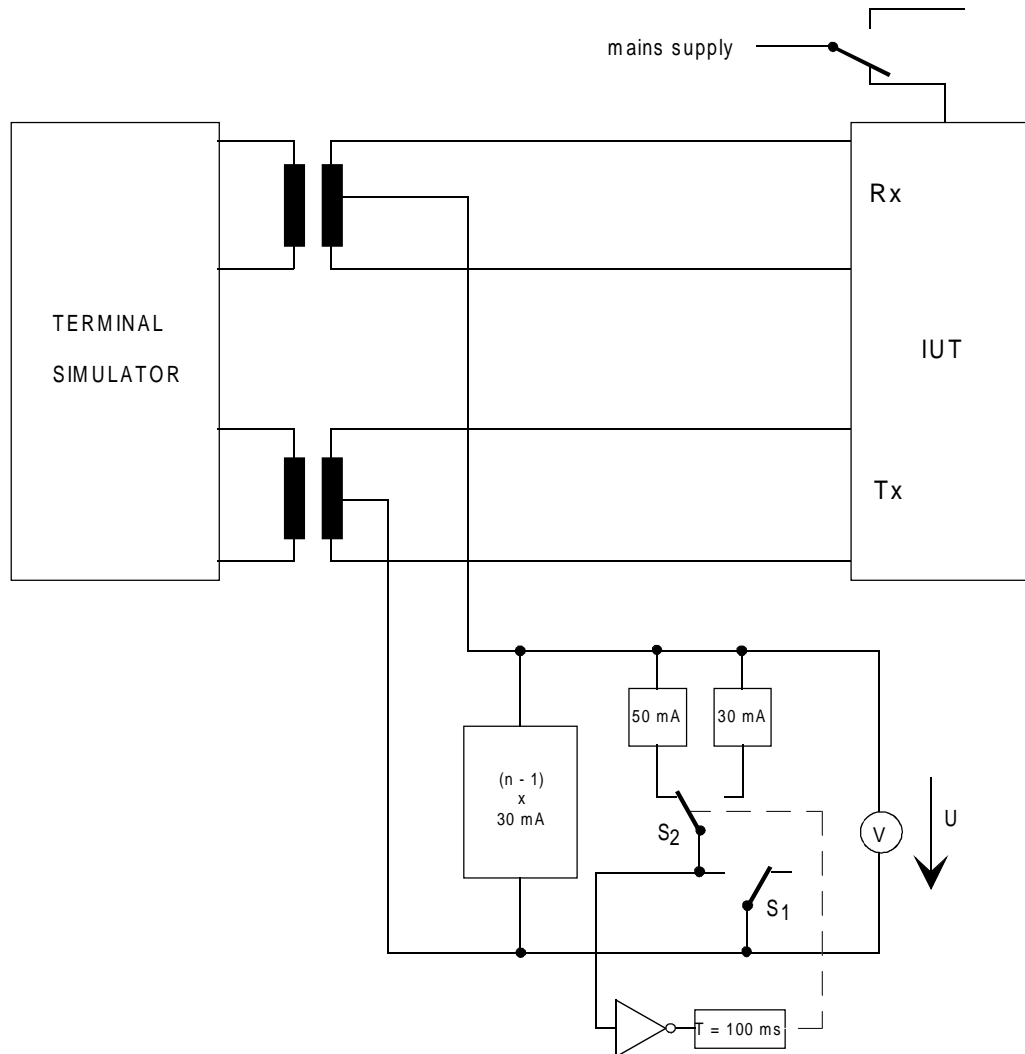 mains supply
Rx
TERMINAL
SIMULATOR
IUT
Tx
50 mA
30 mA
(n - 1)
x
30 mA
S2
V
U
S1
T = 100 ms